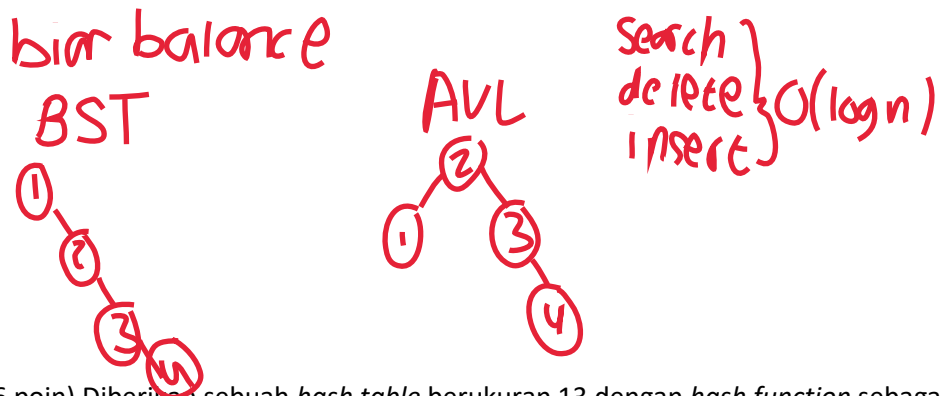 biar balance
BST
AVL
search
delete
insert
O(log n)
1
2
3
4
2
1
3
4
poin) Diberikan sebuah hash table berukuran 13 dengan hash function sebaga